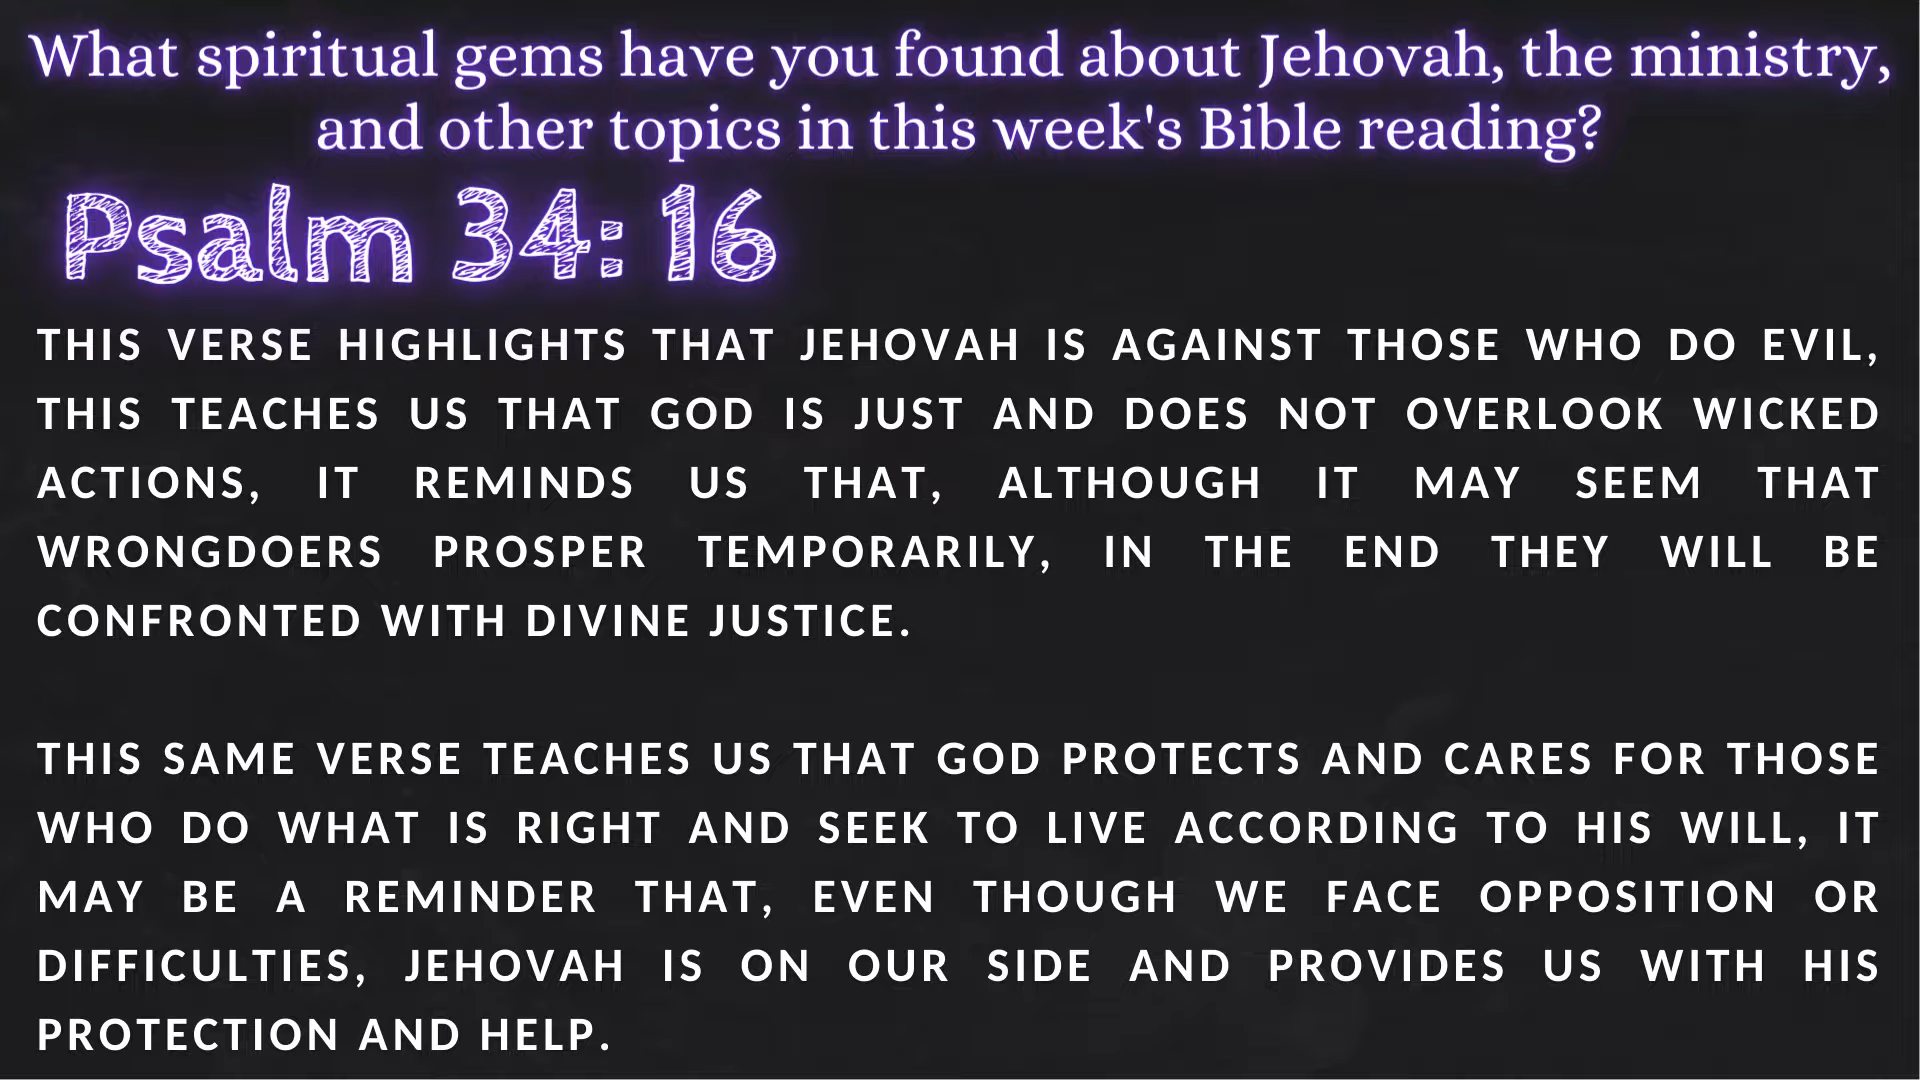 What spiritual gems have you found about Jehovah, the ministry,
and other topics in this week's Bible reading?
Psalm 34: 16
THIS VERSE HIGHLIGHTS THAT JEHOVAH IS AGAINST THOSE WHO DO EVIL,
THIS TEACHES US THAT GOD IS JUST AND DOES NOT OVERLOOK WICKED
ACTIONS, IT REMINDS US THAT, ALTHOUGH IT MAY SEEM THAT
WRONGDOERS PROSPER TEMPORARILY, IN THE END THEY WILL BE
CONFRONTED WITH DIVINE JUSTICE.
THIS SAME VERSE TEACHES US THAT GOD PROTECTS AND CARES FOR THOSE
WHO DO WHAT IS RIGHT AND SEEK TO LIVE ACCORDING TO HIS WILL, IT
MAY BE A REMINDER THAT, EVEN THOUGH WE FACE OPPOSITION OR
DIFFICULTIES, JEHOVAH IS ON OUR SIDE AND PROVIDES US WITH HIS
PROTECTION AND HELP.